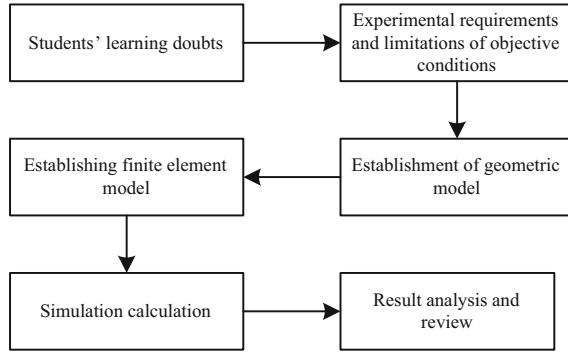 Students’ learning doubts
Experimental requirements
and limitations of objective
conditions
Establishment of geometric
model
Establishing finite element
model
Simulation calculation
Result analysis and
review